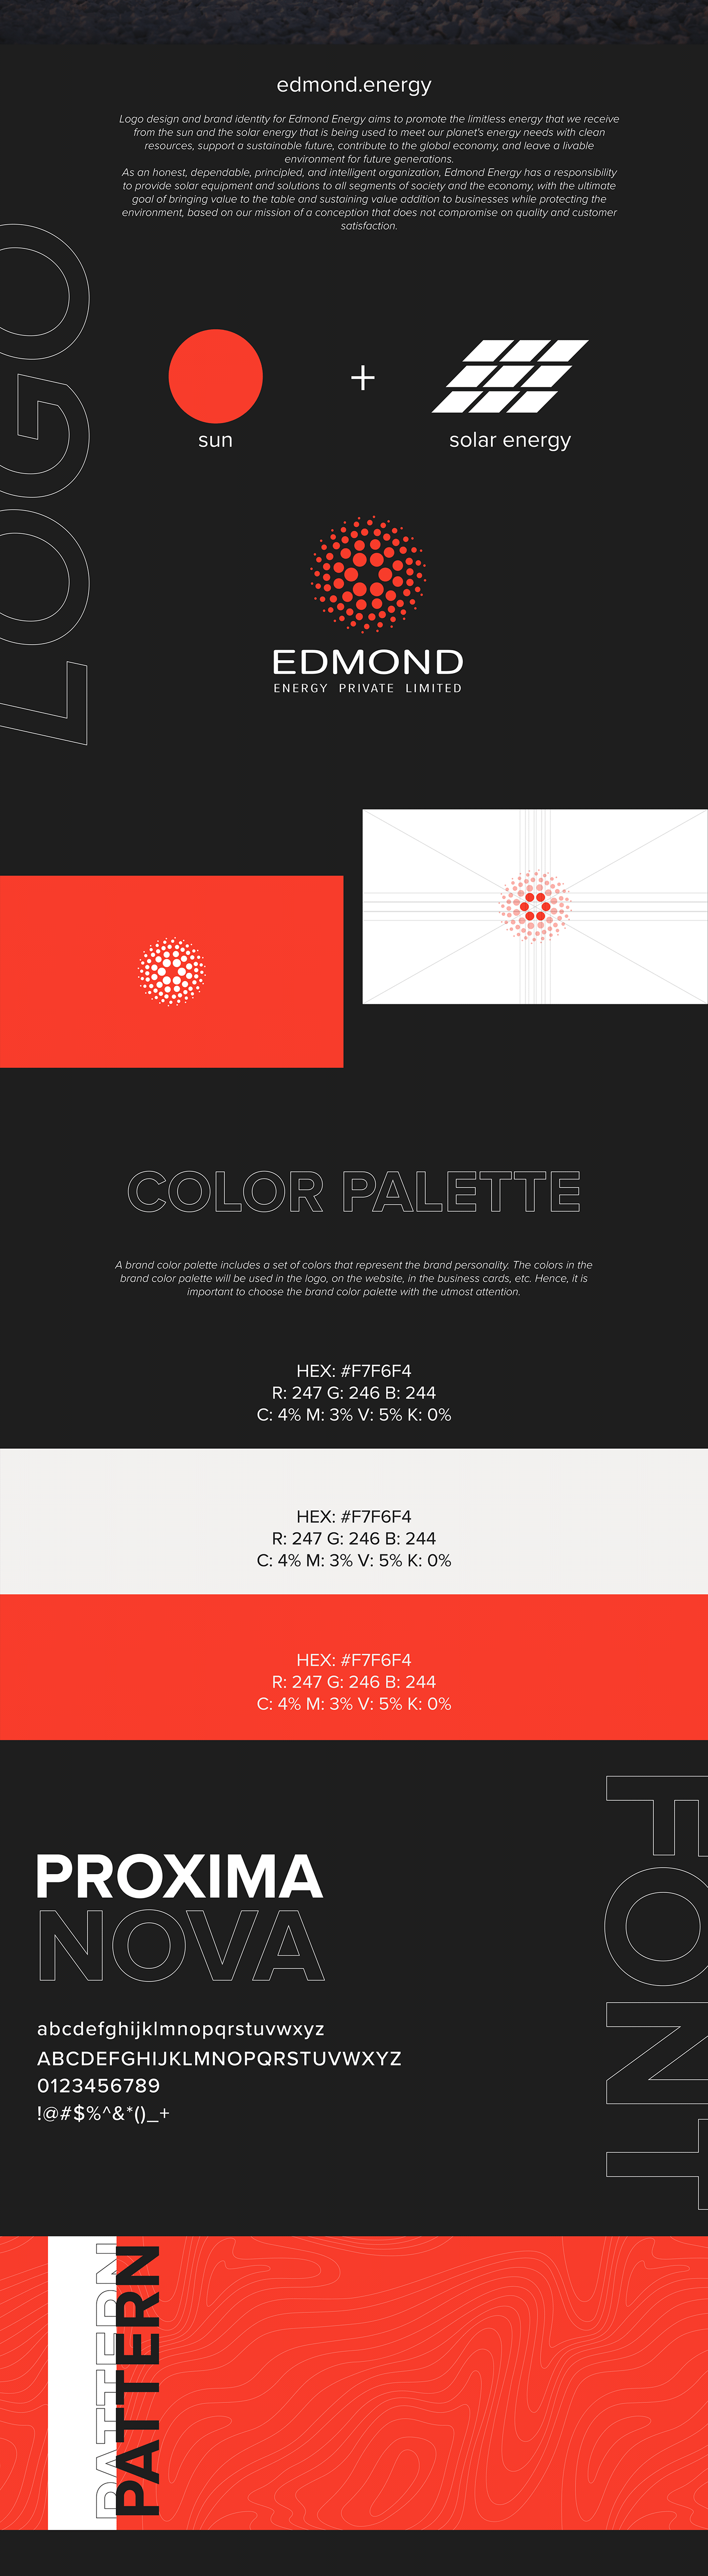 edmond.energy
Logo design and brand identity for Edmond Energy aims to promote the limitless energy that we receive
from the sun and the solar energy that is being used to meet our planet's energy needs with clean
resources, support a sustainable future, contribute to the global economy, and leave a livable
environment for future generations.
As an honest, dependable, principled, and intelligent organization, Edmond Energy has a responsibility
to provide solar equipment and solutions to all segments of society and the economy, with the ultimate
goal of bringing value to the table and sustaining value addition to businesses while protecting the
environment, based on our mission of a conception that does not compromise on quality and customer
satisfaction.
LOGO
+
sun
solar energy
EDMOND
ENERGY PRIVATE LIMITED
COLOR PALETTE
A brand color palette includes a set of colors that represent the brand personality. The colors in the
brand color palette will be used in the logo, on the website, in the business cards, etc. Hence, it is
important to choose the brand color palette with the utmost attention.
HEX: #F7F6F4
R: 247 G: 246 B: 244
C: 4% M: 3% V: 5% K: 0%
HEX: #F7F6F4
R: 247 G: 246 B: 244
C: 4% M: 3% V: 5% K: 0%
HEX: #F7F6F4
R: 247 G: 246 B: 244
C: 4% M: 3% V: 5% K: 0%
FONT
PROXIMA
NOVA
abcdefghijklmnopqrstuvwxyz
ABCDEFGHIJKLMNOPQRSTUVWXYZ
0123456789
!@#$%^&*()_+
PATTERN
PATTERN